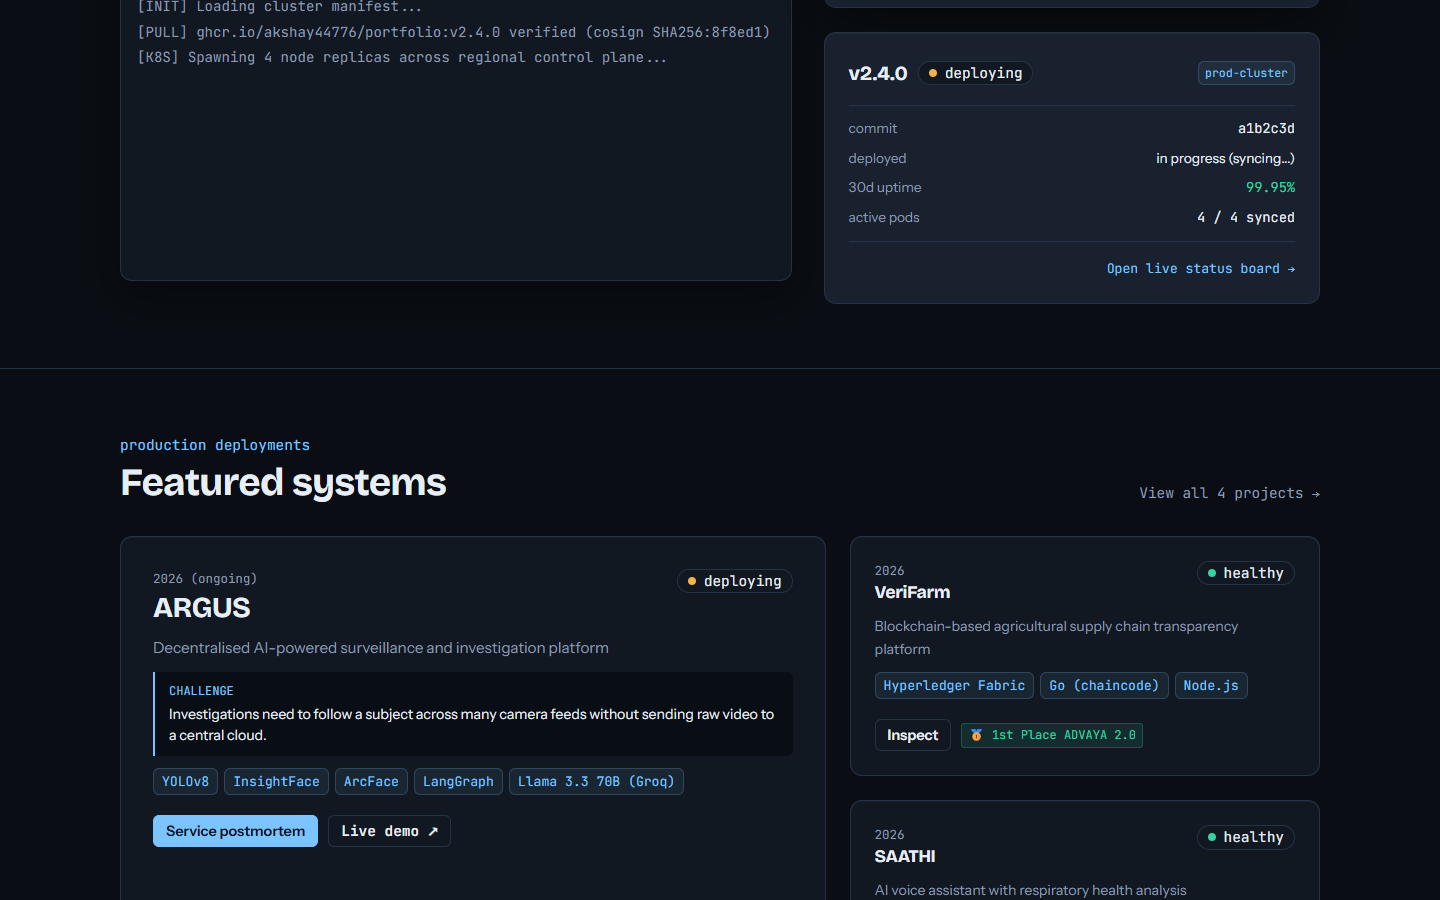 [INIT] Loading cluster manifest...
[PULL] ghcr.io/akshay44776/portfolio:v2.4.0 verified (cosign SHA256:8f8ed1)
[K8S] Spawning 4 node replicas across regional control plane...
v2.4.0
deploying
prod-cluster
commit
a1b2c3d
deployed
in progress (syncing...)
30d uptime
99.95%
active pods
4 / 4 synced
Open live status board →
production deployments
Featured systems
View all 4 projects →
2026 (ongoing)
deploying
ARGUS
Decentralised AI-powered surveillance and investigation platform
CHALLENGE
Investigations need to follow a subject across many camera feeds without sending raw video to
a central cloud.
YOLOv8
InsightFace
ArcFace
LangGraph
Llama 3.3 70B (Groq)
Service postmortem
Live demo ↗
2026
healthy
VeriFarm
Blockchain-based agricultural supply chain transparency
platform
Hyperledger Fabric
Go (chaincode)
Node.js
Inspect
🏅 1st Place ADVAYA 2.0
2026
healthy
SAATHI
AI voice assistant with respiratory health analysis